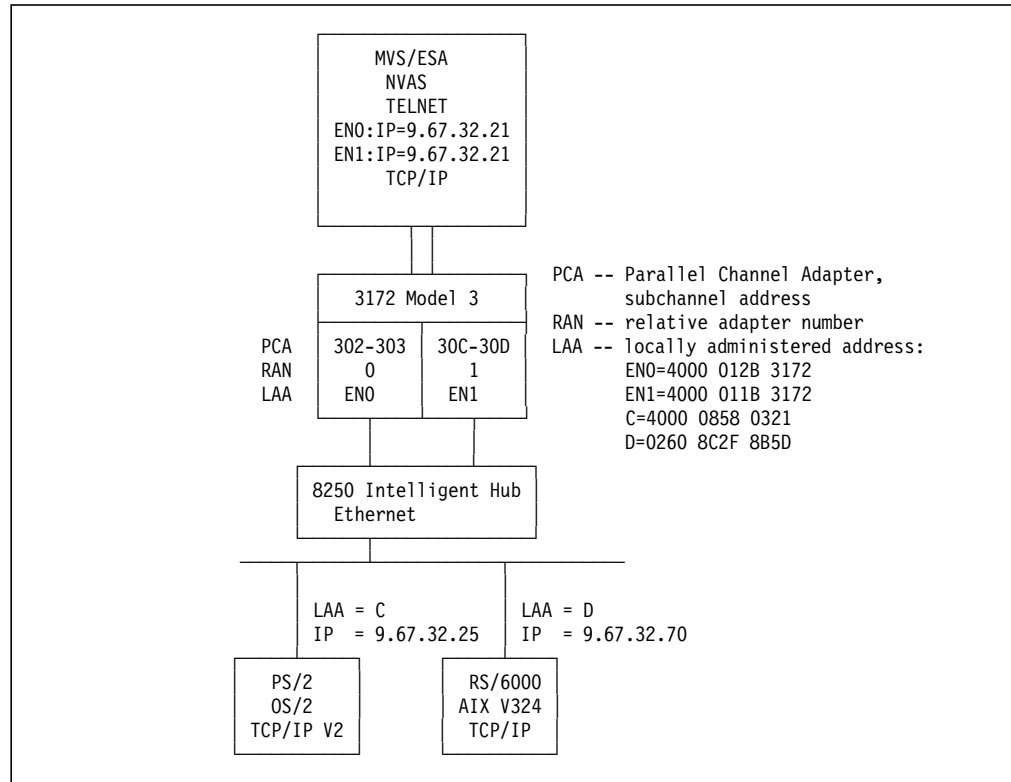 MVS/ESA
NVAS
TELNET
EN0:IP=9.67.32.21
EN1:IP=9.67.32.21
TCP/IP
3172 Model 3
PCA 302-303 30C-30D
RAN 0 1
LAA EN0 EN1
PCA -- Parallel Channel Adapter,
subchannel address
RAN -- relative adapter number
LAA -- locally administered address:
EN0=4000 012B 3172
EN1=4000 011B 3172
C=4000 0858 0321
D=0260 8C2F 8B5D
8250 Intelligent Hub
Ethernet
LAA = C
IP = 9.67.32.25
LAA = D
IP = 9.67.32.70
PS/2
OS/2
TCP/IP V2
RS/6000
AIX V324
TCP/IP